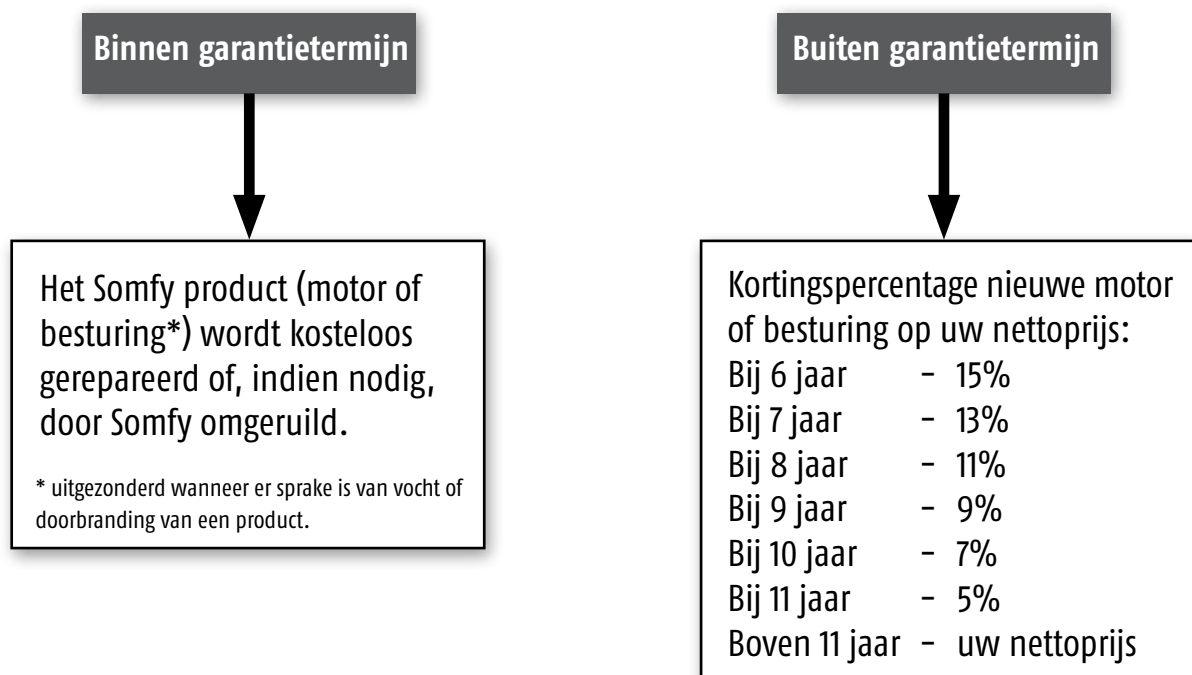 Binnen garantietermijn
Het Somfy product (motor of
besturing*) wordt kosteloos
gerepareerd of, indien nodig,
door Somfy omgeruild.
* uitgezonderd wanneer er sprake is van vocht of
doorbranding van een product.
Buiten garantietermijn
Kortingspercentage nieuwe motor
of besturing op uw nettoprijs:
Bij 6 jaar - 15%
Bij 7 jaar - 13%
Bij 8 jaar - 11%
Bij 9 jaar - 9%
Bij 10 jaar - 7%
Bij 11 jaar - 5%
Boven 11 jaar - uw nettoprijs